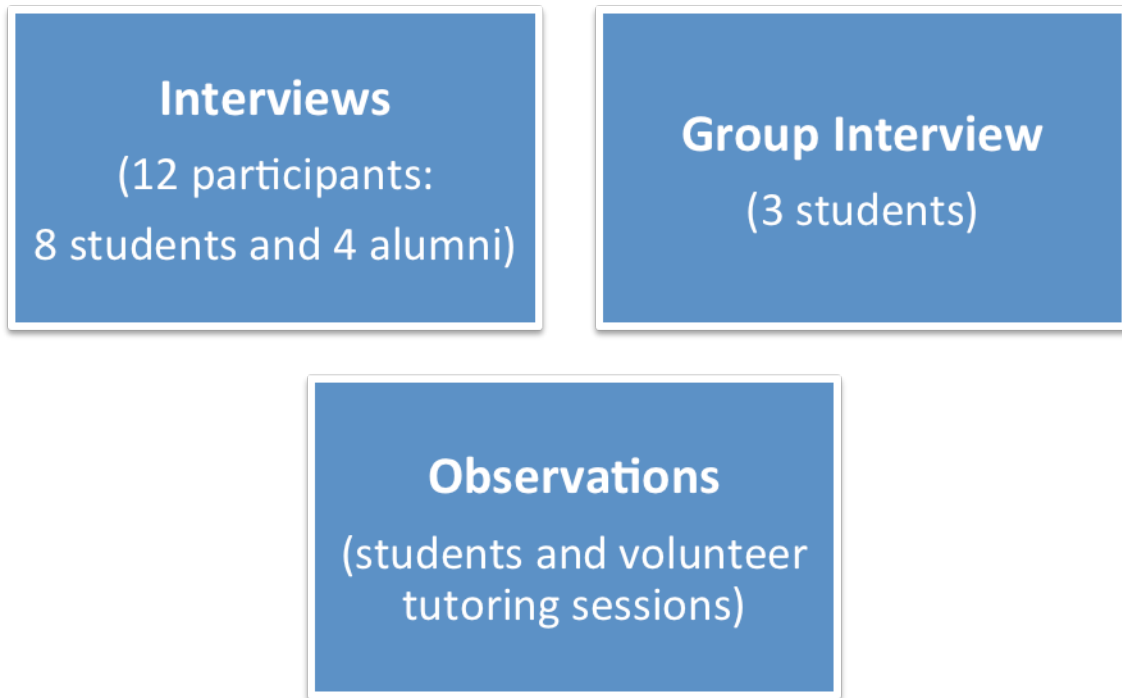 Interviews
(12 participants:
8 students and 4 alumni)
Group Interview
(3 students)
Observations
(students and volunteer
tutoring sessions)